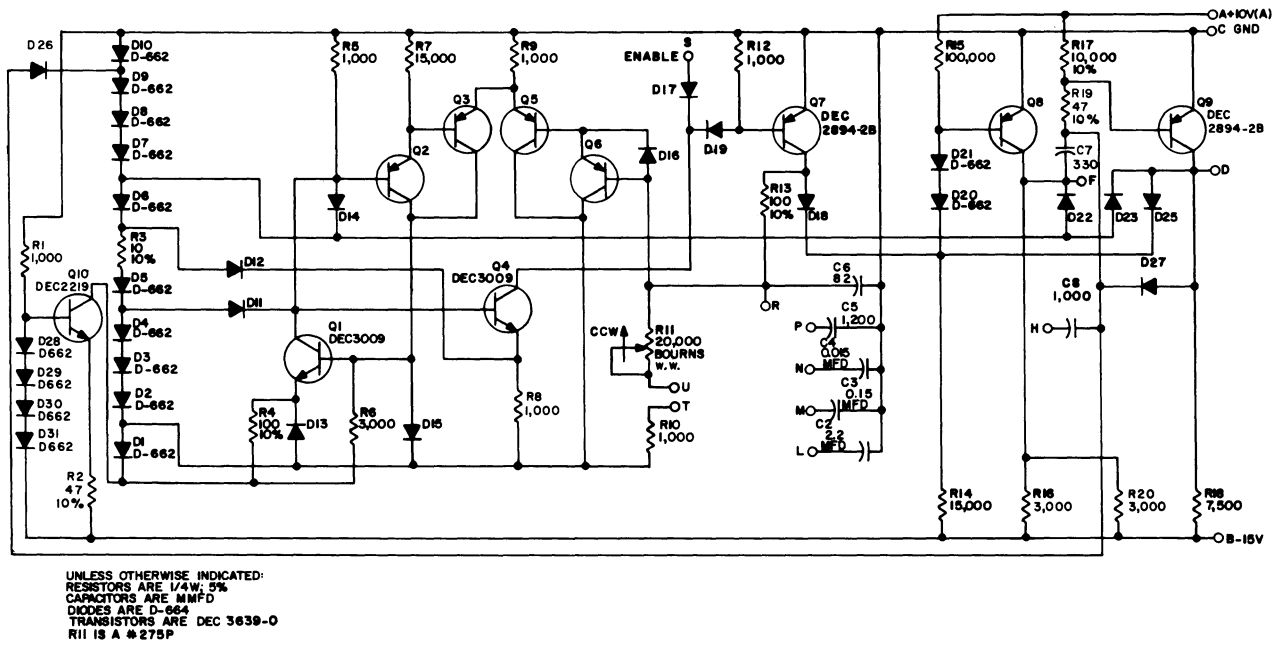 A+10V(A)
C GND
D26
D10
D-662
D9
D-662
D8
D-662
D7
D-662
D6
D-662
R3
10
10%
D5
D-662
D4
D-662
D3
D-662
D2
D-662
D1
D-662
R1
1,000
Q10
DEC2219
D28
D662
D29
D662
D30
D662
D31
D662
R2
47
10%
R5
1,000
R7
15,000
R9
1,000
Q3
Q5
Q2
Q6
D14
D16
D12
D11
Q4
DEC3009
Q1
DEC3009
R4
100
10%
D13
R6
3,000
D15
R8
1,000
S
ENABLE
D17
D19
R12
1,000
Q7
DEC
2894-2B
R13
100
10%
D18
R
CCW
R11
20,000
BOURNS
W.W.
U
T
R10
1,000
C6
82
P
C5
1,200
N
C4
0.015
MFD
M
C3
0.15
MFD
L
C2
2.2
MFD
R15
100,000
Q8
D21
D-662
D20
D-662
R17
10,000
10%
R19
47
10%
C7
330
F
Q9
DEC
2894-2B
D
D22
D23
D25
D27
C8
1,000
H
R14
15,000
R16
3,000
R20
3,000
R18
7,500
B-15V
UNLESS OTHERWISE INDICATED:
RESISTORS ARE 1/4W; 5%
CAPACITORS ARE MMFD
DIODES ARE D-664
TRANSISTORS ARE DEC 3639-0
R11 IS A #275P